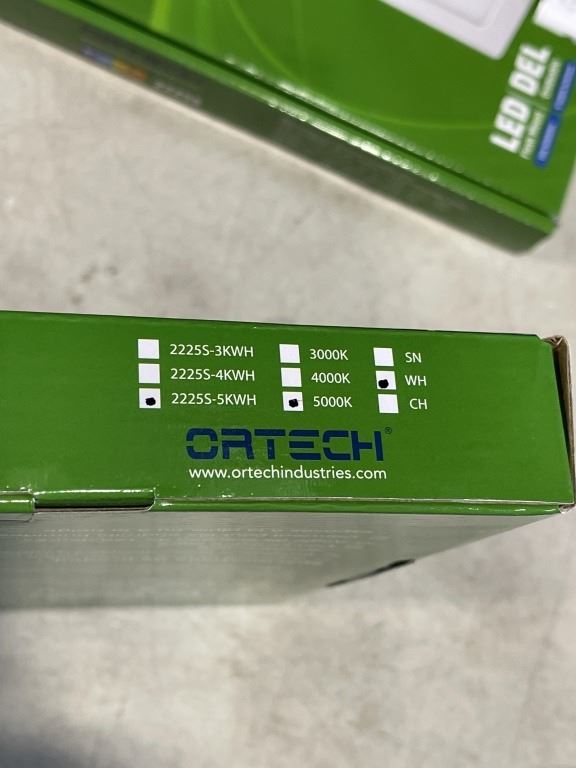 LED DEL
2225S-3KWH 3000K SN
2225S-4KWH 4000K WH
2225S-5KWH 5000K CH
ORTECH®
www.ortechindustries.com